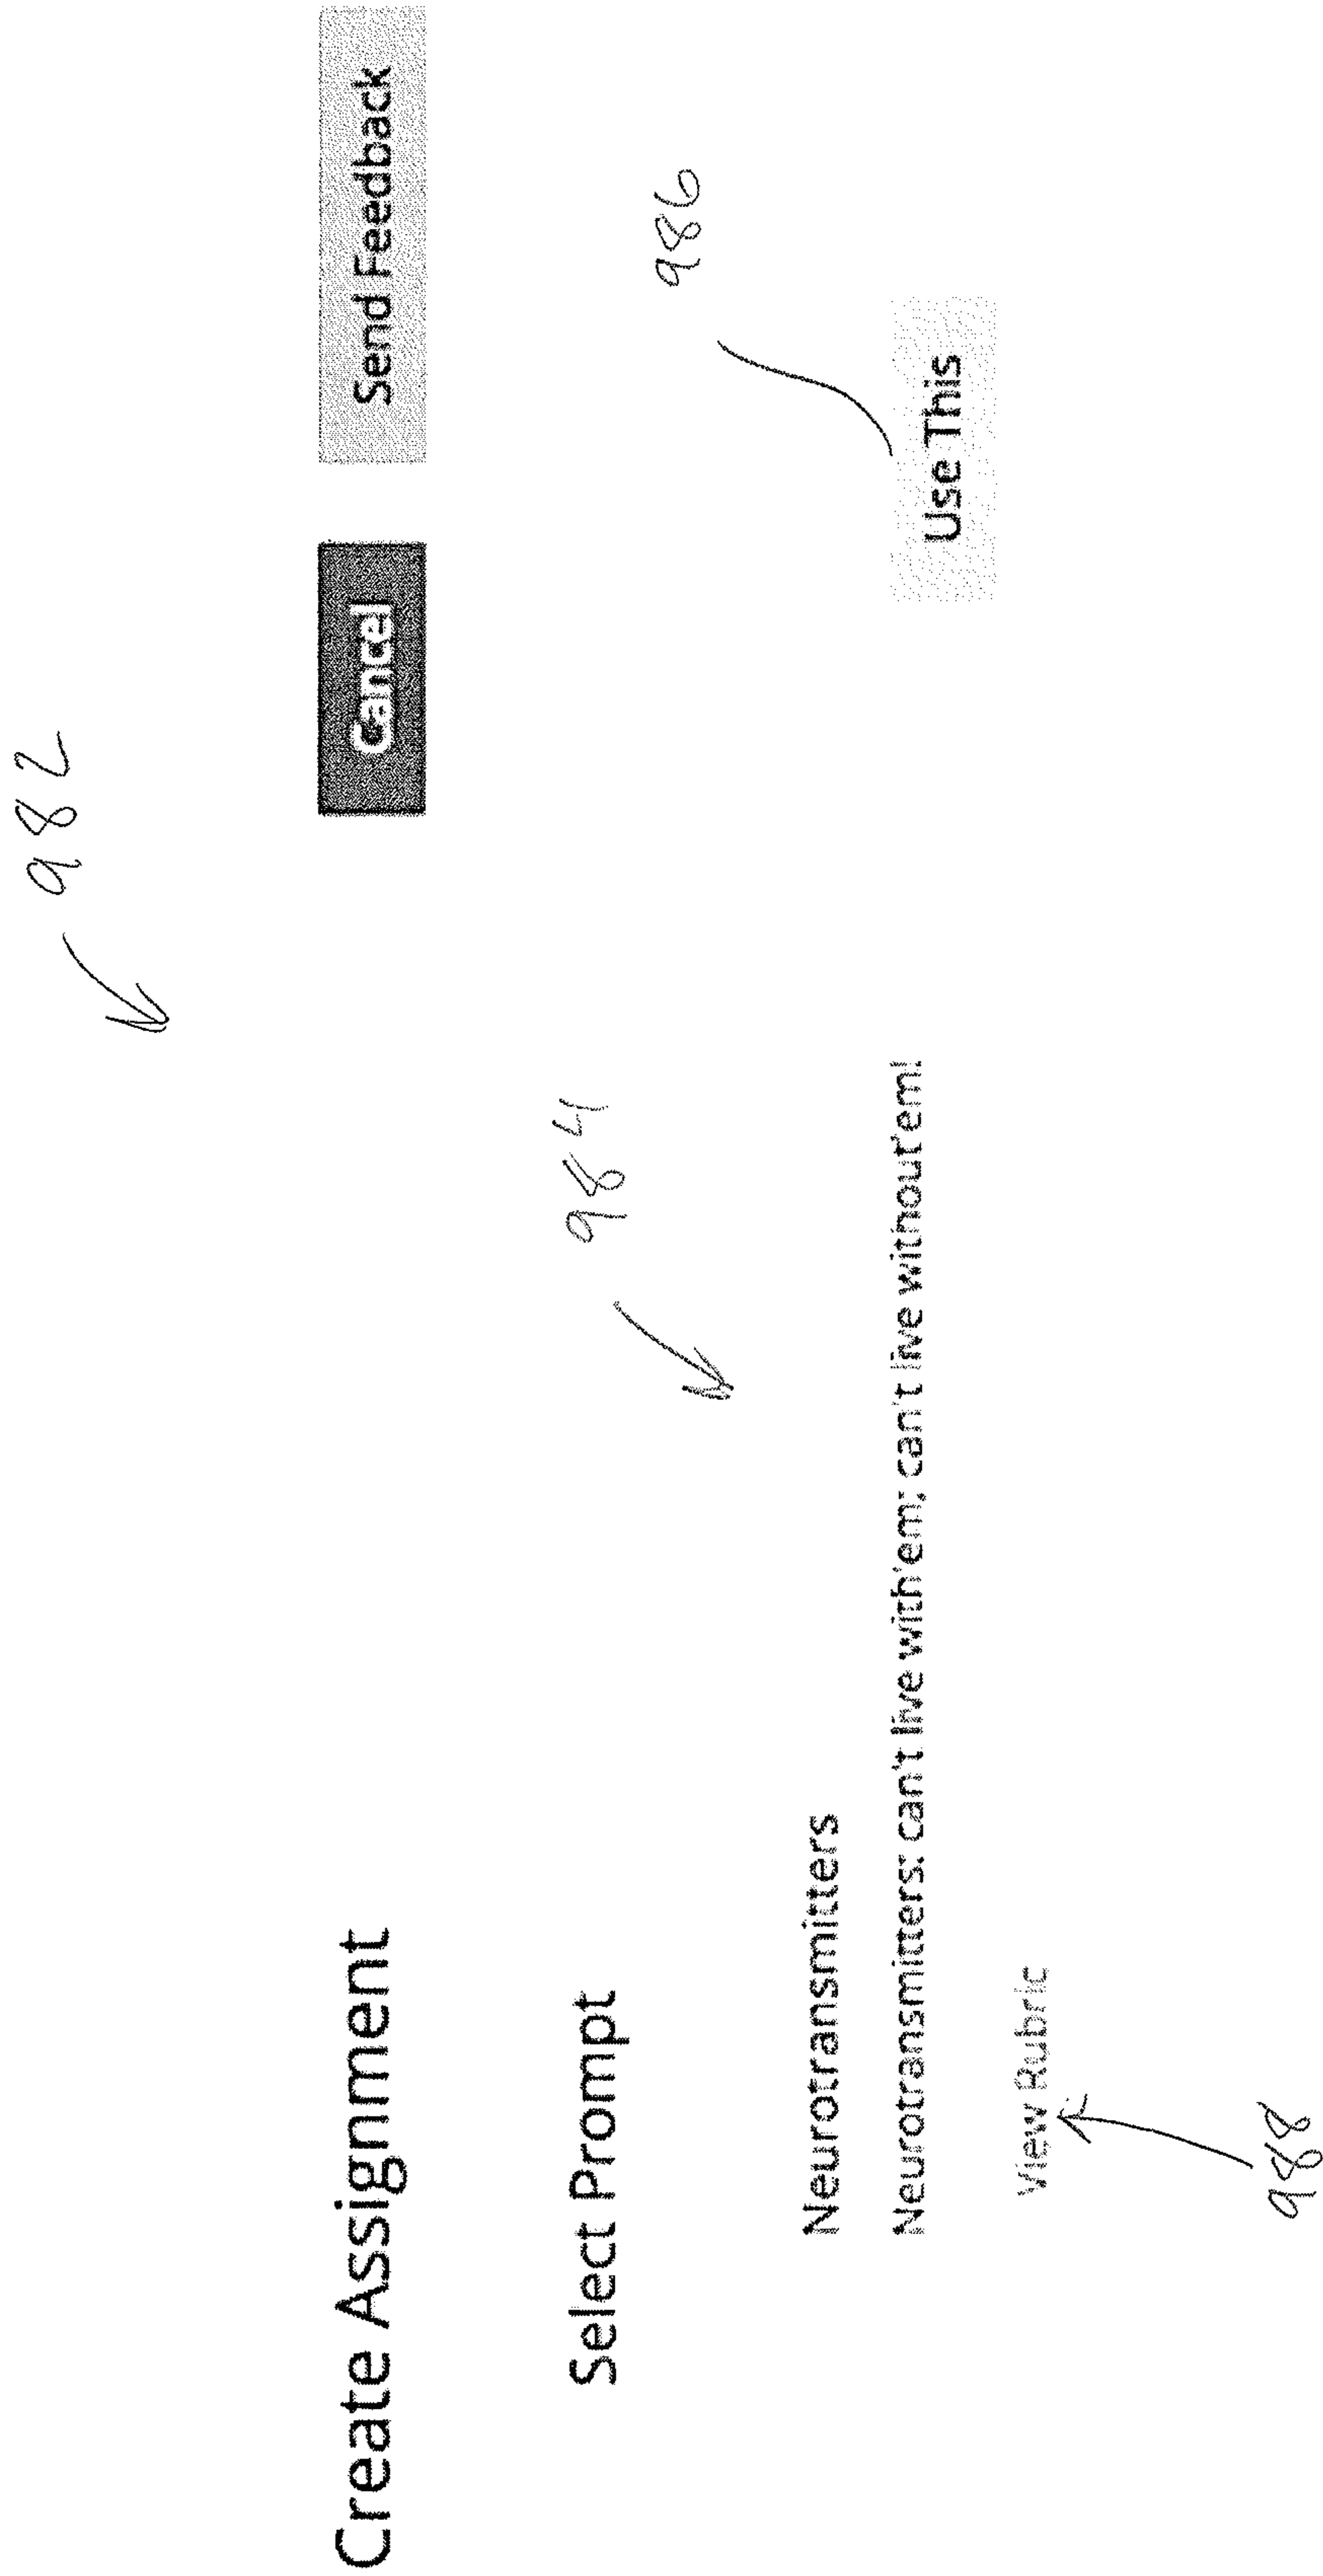 982
Create Assignment
Cancel
Send Feedback
Select Prompt
984
986
Neurotransmitters
Neurotransmitters: can't live with'em; can't live without'em!
Use This
View Rubric
988